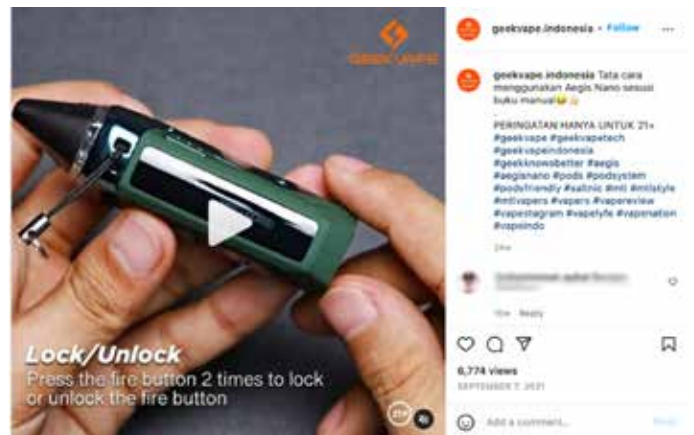 GEEK VAPE
Lock/Unlock
Press the fire button 2 times to lock
or unlock the fire button
21+
geekvape.indonesia • Follow
geekvape.indonesia Tata cara
menggunakan Aegis Nano sesuai
buku manual
PERINGATAN HANYA UNTUK 21+
#geekvape #geekvapetech
#geekvapeindonesia
#geekknowsbetter #aegis
#aegisnano #pods #podsystem
#podsfriendly #saltnic #mtl #mtlstyle
#mtlvapers #vapers #vapereview
#vapestagram #vapelyfe #vapenation
#vapeindo
Reply
6,774 views
SEPTEMBER 7, 2021
Add a comment...
Post